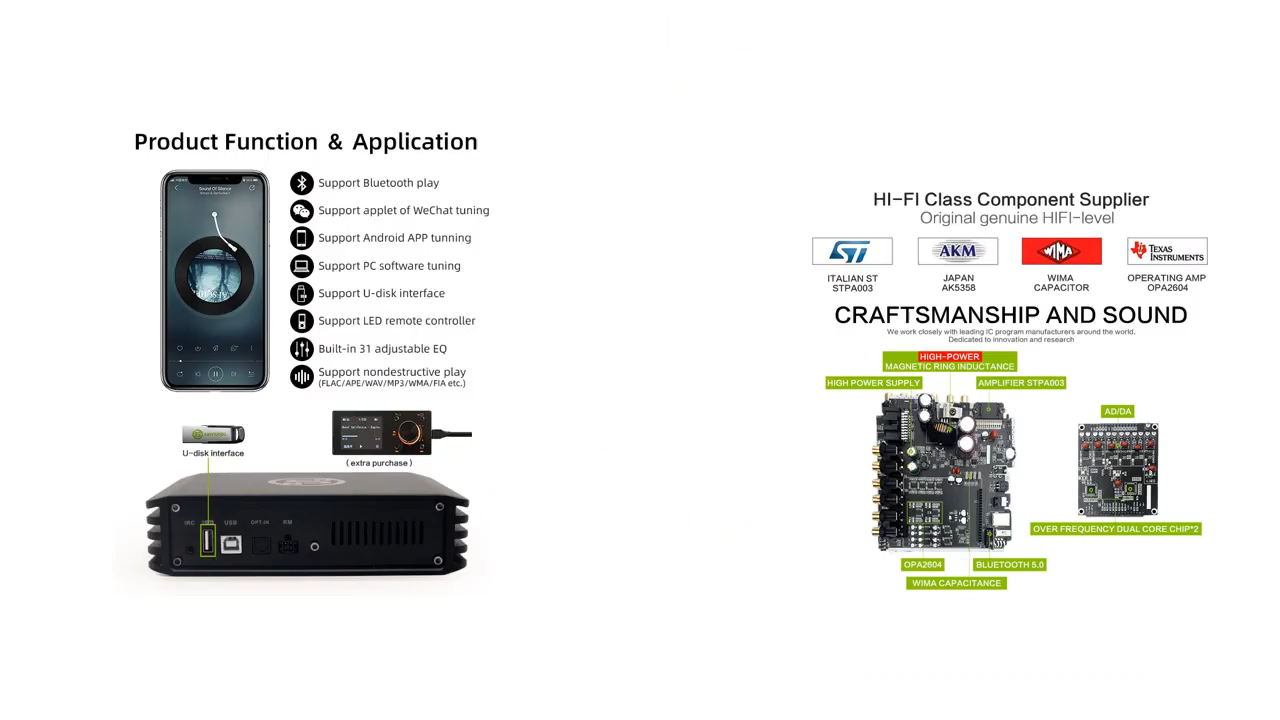 Product Function & Application
Sound Of Silence
Support Bluetooth play
Support applet of WeChat tuning
Support Android APP tunning
Support PC software tuning
Support U-disk interface
Support LED remote controller
Built-in 31 adjustable EQ
Support nondestructive play
(FLAC/APE/WAV/MP3/WMA/FIA etc.)
U-disk interface
( extra purchase )
IRC
USB
OPT-IN
RM
HI-FI Class Component Supplier
Original genuine HIFI-level
ST
AKM
WIMA
TEXAS
INSTRUMENTS
ITALIAN ST
STPA003
JAPAN
AK5358
WIMA
CAPACITOR
OPERATING AMP
OPA2604
CRAFTSMANSHIP AND SOUND
We work closely with leading IC program manufacturers around the world.
Dedicated to innovation and research
HIGH-POWER
MAGNETIC RING INDUCTANCE
HIGH POWER SUPPLY
AMPLIFIER STPA003
AD/DA
OVER FREQUENCY DUAL CORE CHIP*2
OPA2604
BLUETOOTH 5.0
WIMA CAPACITANCE